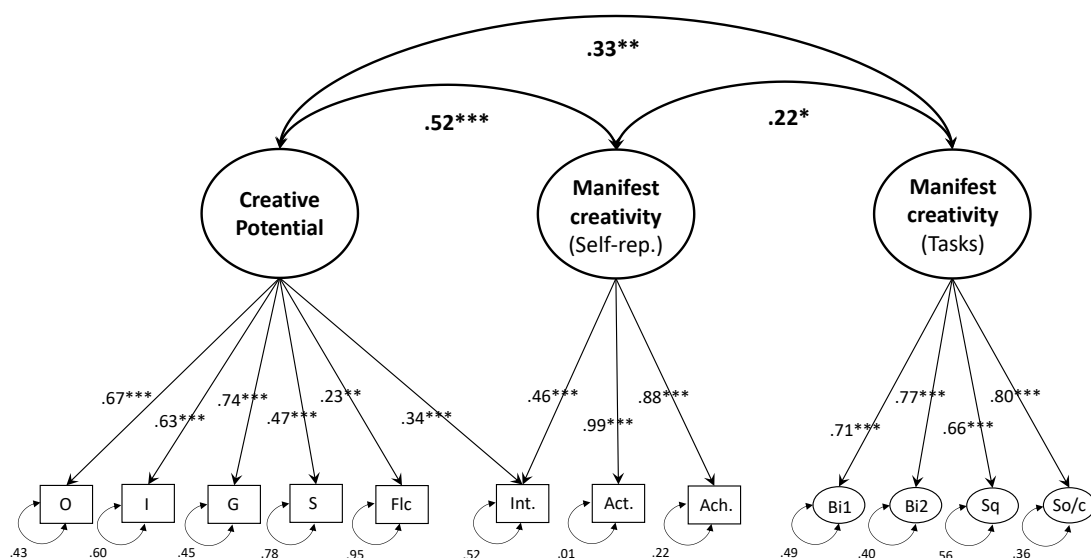 .33**
.52***
.22*
Creative
Potential
Manifest
creativity
(Self-rep.)
Manifest
creativity
(Tasks)
.67***
.63***
.74***
.47***
.23**
.34***
.46***
.99***
.88***
.71***
.77***
.66***
.80***
O
I
G
S
Flc
Int.
Act.
Ach.
Bi1
Bi2
Sq
So/c
.43
.60
.45
.78
.95
.52
.01
.22
.49
.40
.56
.36